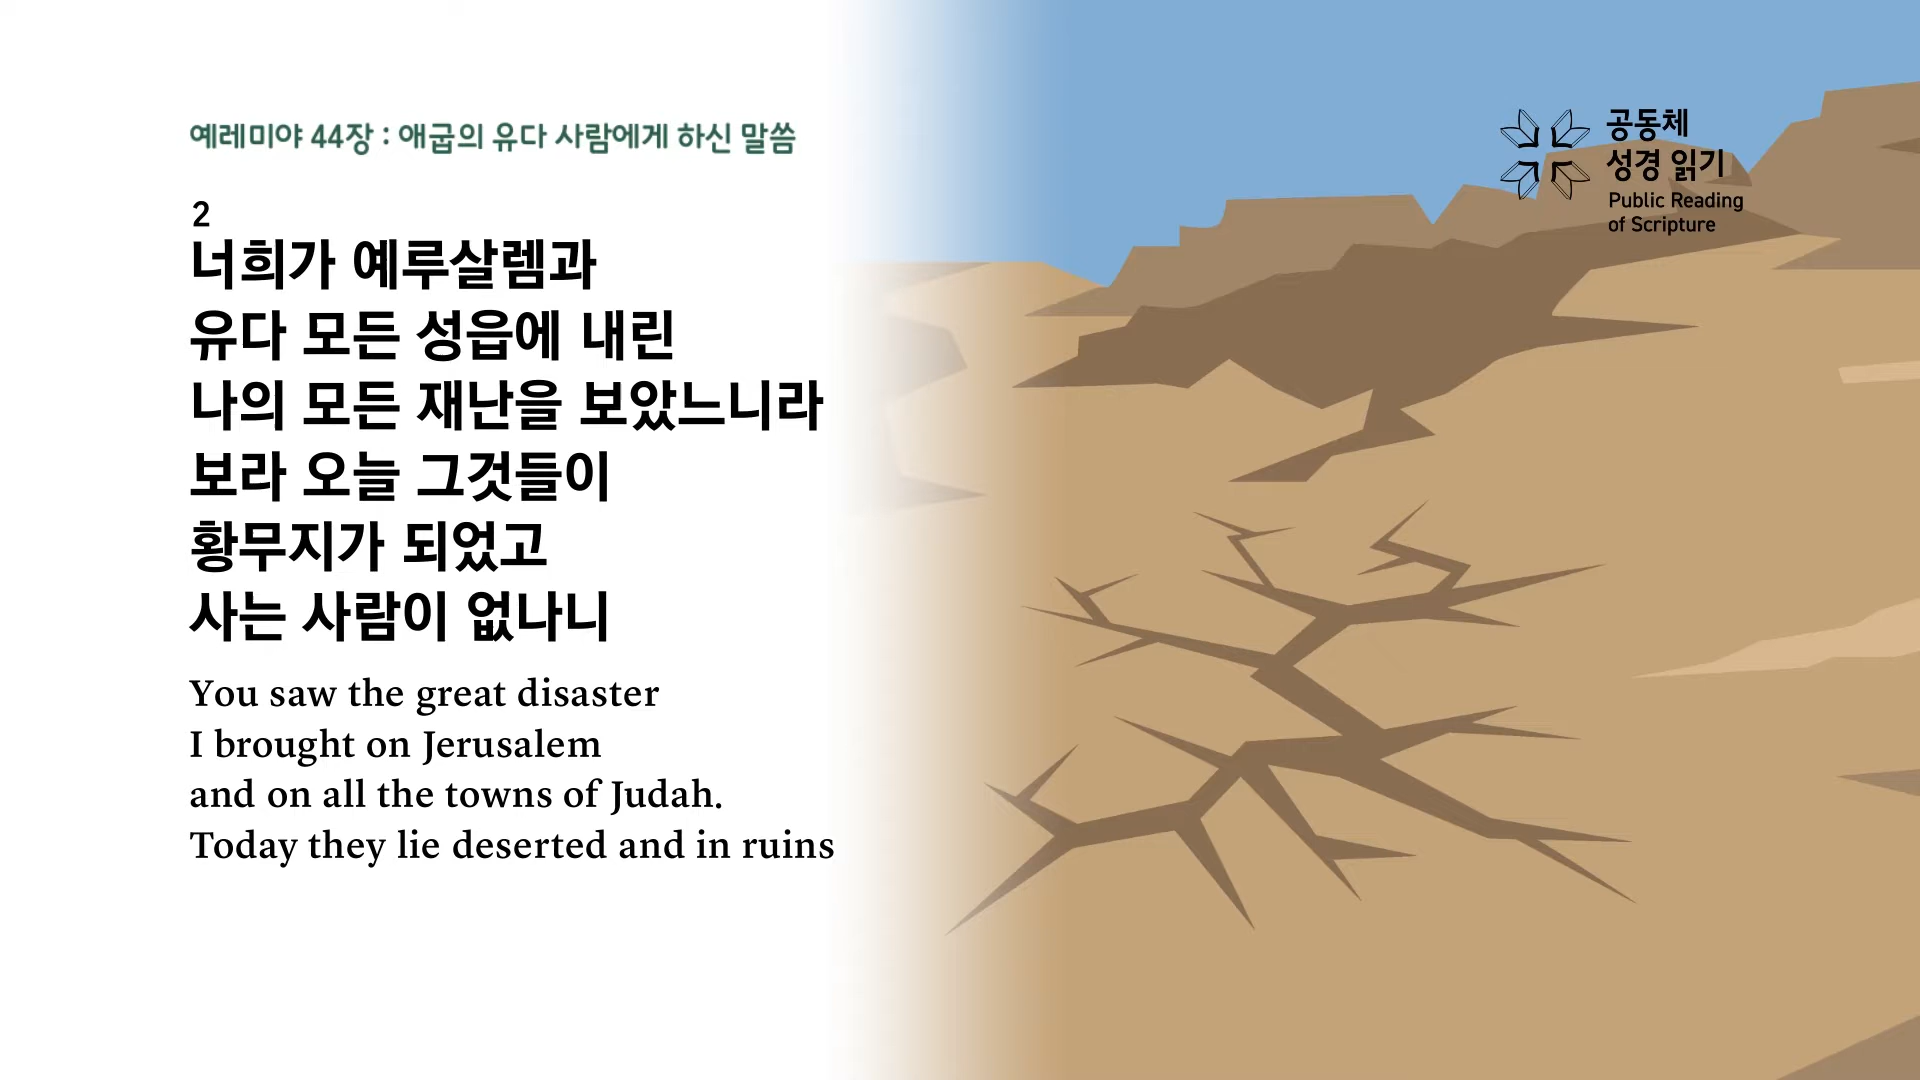 예레미야 44장 : 애굽의 유다 사람에게 하신 말씀
2
너희가 예루살렘과
유다 모든 성읍에 내린
나의 모든 재난을 보았느니라
보라 오늘 그것들이
황무지가 되었고
사는 사람이 없나니
You saw the great disaster
I brought on Jerusalem
and on all the towns of Judah.
Today they lie deserted and in ruins
공동체
성경 읽기
Public Reading
of Scripture